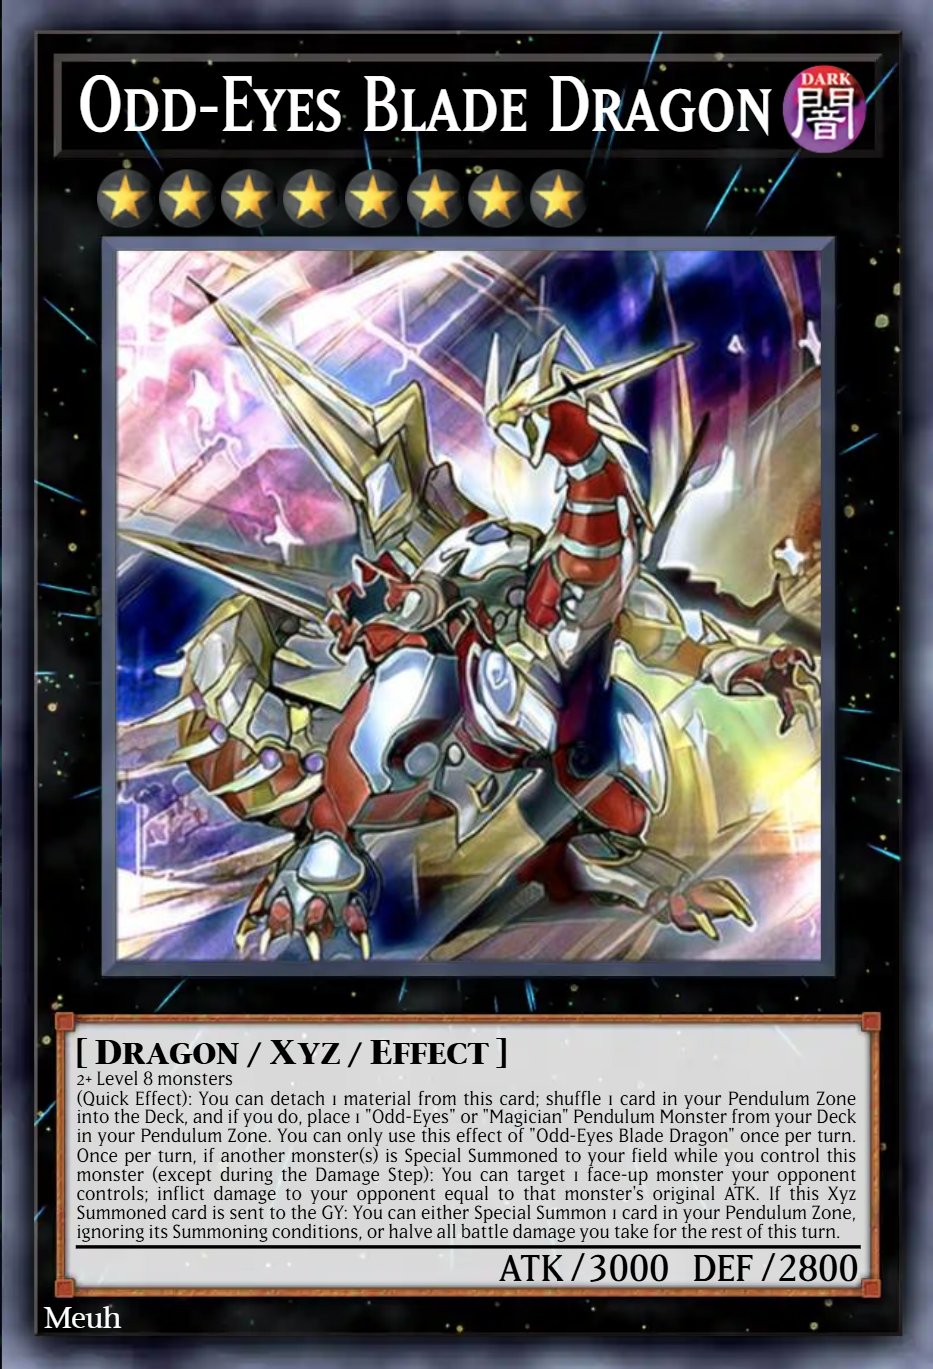 Odd-Eyes Blade Dragon
DARK
闇
[ Dragon / Xyz / Effect ]
2+ Level 8 monsters
(Quick Effect): You can detach 1 material from this card; shuffle 1 card in your Pendulum Zone
into the Deck, and if you do, place 1 "Odd-Eyes" or "Magician" Pendulum Monster from your Deck
in your Pendulum Zone. You can only use this effect of "Odd-Eyes Blade Dragon" once per turn.
Once per turn, if another monster(s) is Special Summoned to your field while you control this
monster (except during the Damage Step): You can target 1 face-up monster your opponent
controls; inflict damage to your opponent equal to that monster's original ATK. If this Xyz
Summoned card is sent to the GY: You can either Special Summon 1 card in your Pendulum Zone,
ignoring its Summoning conditions, or halve all battle damage you take for the rest of this turn.
ATK/3000 DEF/2800
Meuh